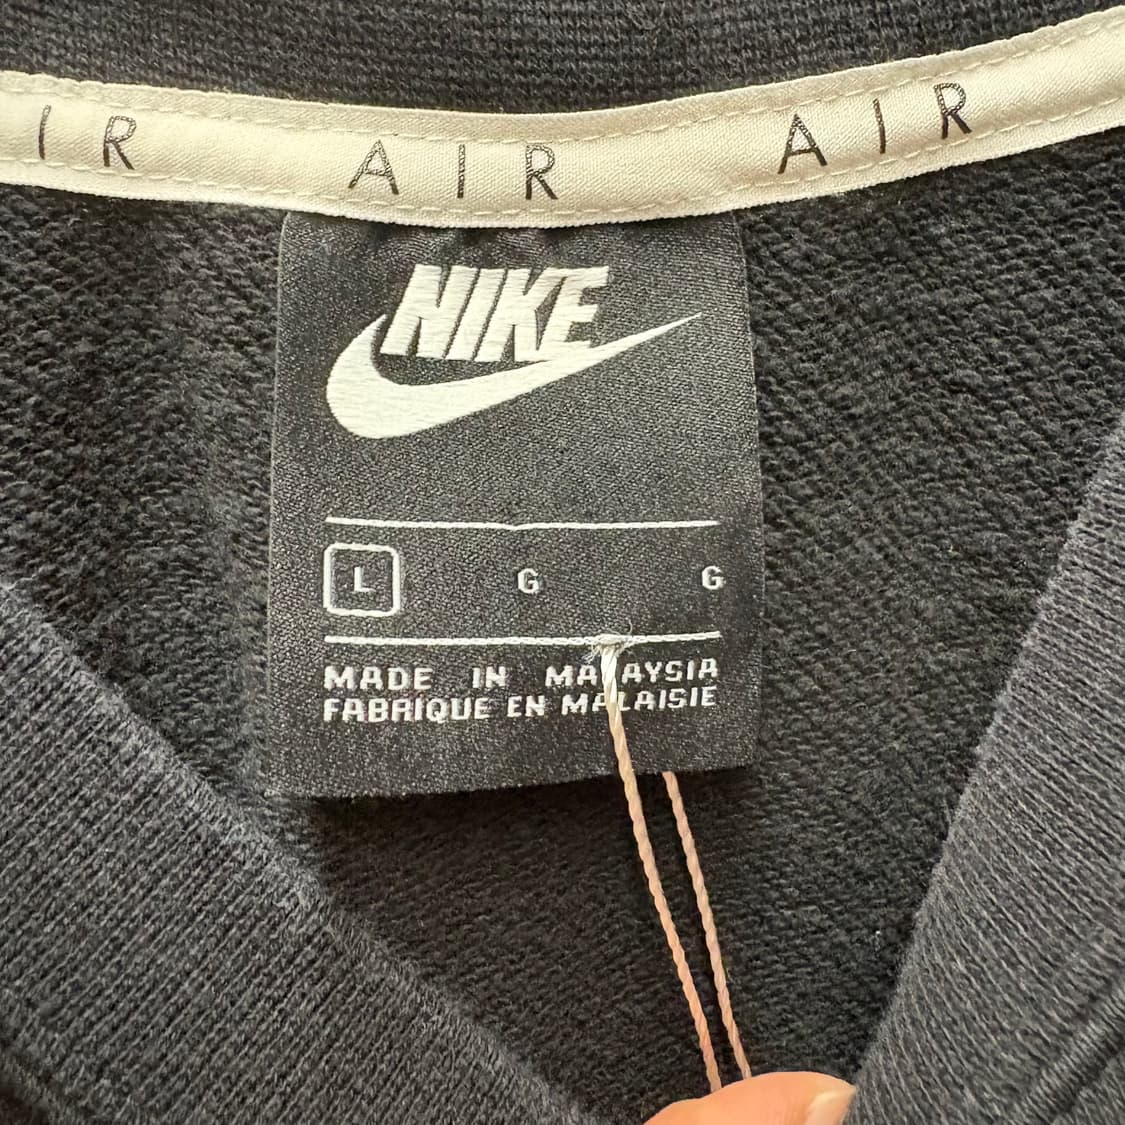 IR AIR AIR
NIKE
L G G
MADE IN MALAYSIA
FABRIQUE EN MALAISIE